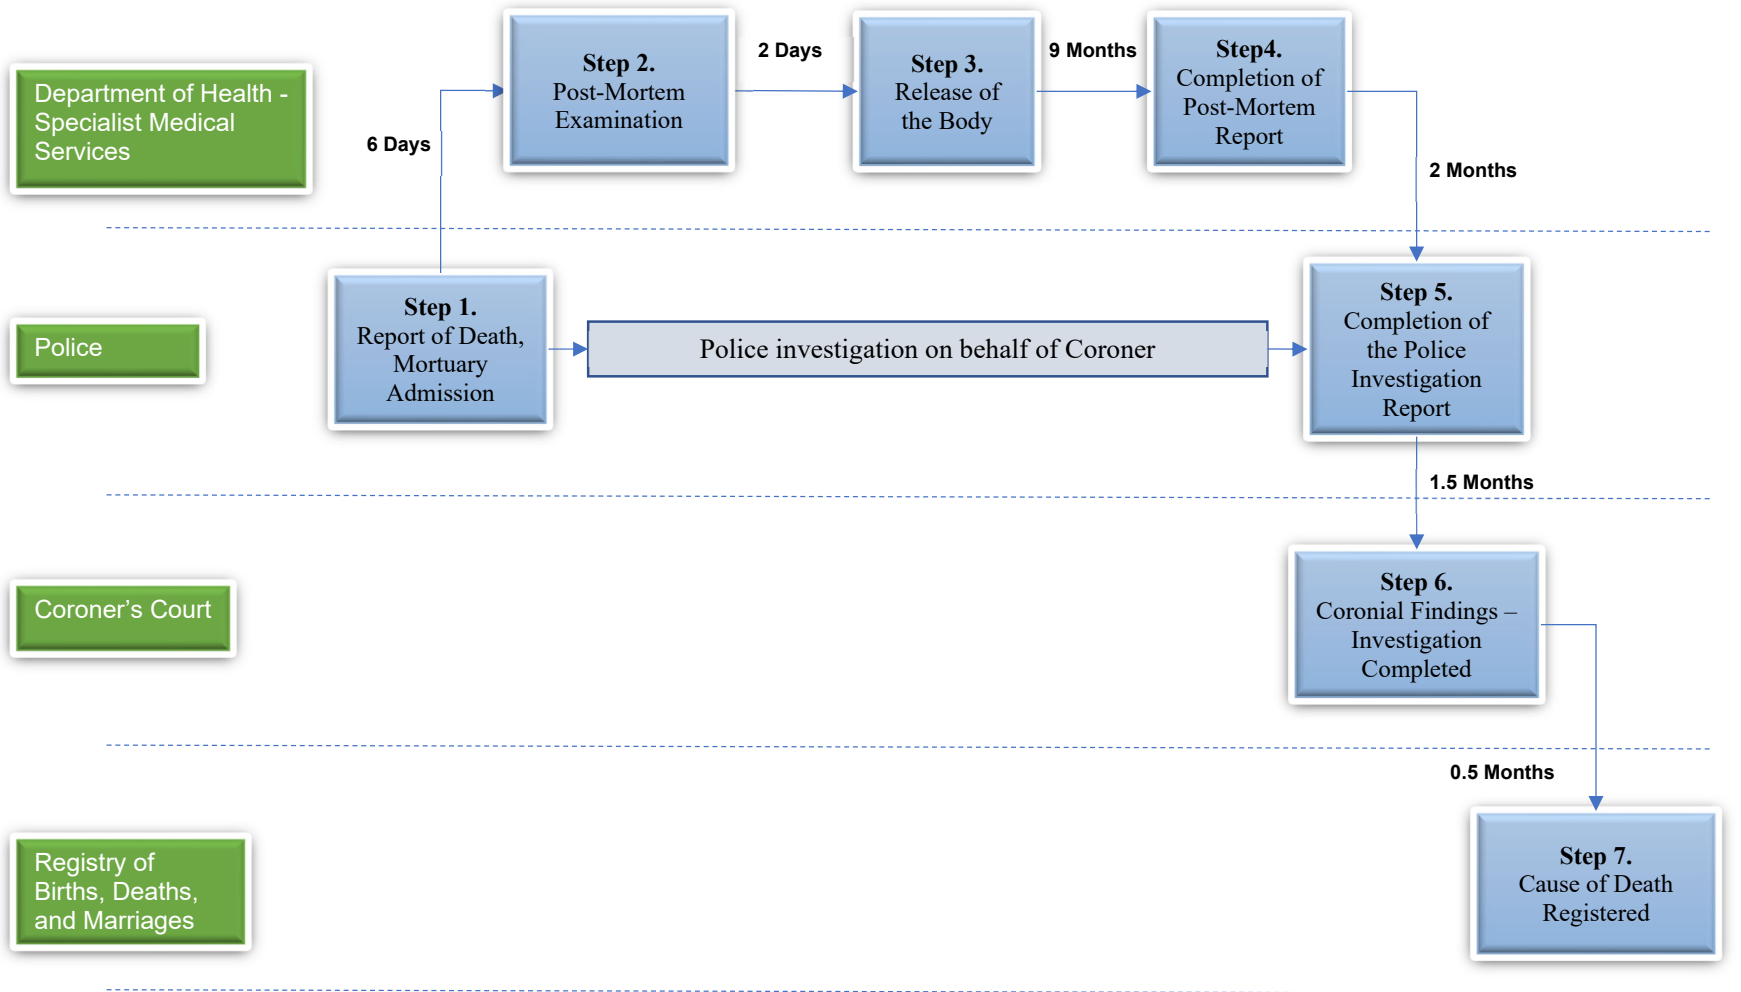 Department of Health -
Specialist Medical
Services
6 Days
Step 2.
Post-Mortem
Examination
2 Days
Step 3.
Release of
the Body
9 Months
Step4.
Completion of
Post-Mortem
Report
2 Months
Police
Step 1.
Report of Death,
Mortuary
Admission
Police investigation on behalf of Coroner
Step 5.
Completion of
the Police
Investigation
Report
1.5 Months
Coroner’s Court
Step 6.
Coronial Findings –
Investigation
Completed
0.5 Months
Registry of
Births, Deaths,
and Marriages
Step 7.
Cause of Death
Registered